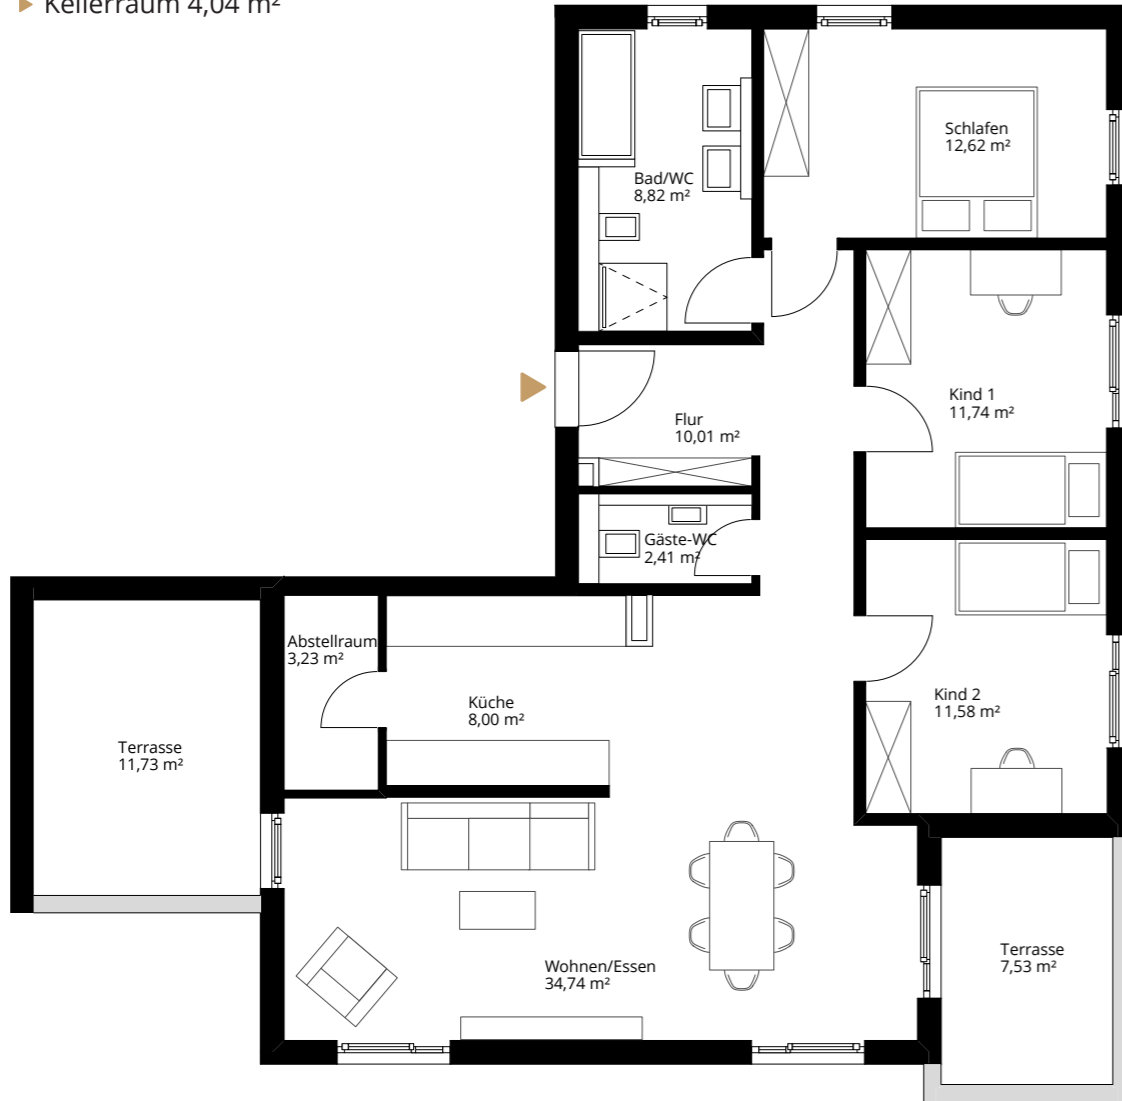 Kellerraum 4,04 m²
Schlafen
12,62 m²
Bad/WC
8,82 m²
Kind 1
11,74 m²
Flur
10,01 m²
Gäste-WC
2,41 m²
Abstellraum
3,23 m²
Küche
8,00 m²
Kind 2
11,58 m²
Terrasse
11,73 m²
Wohnen/Essen
34,74 m²
Terrasse
7,53 m²